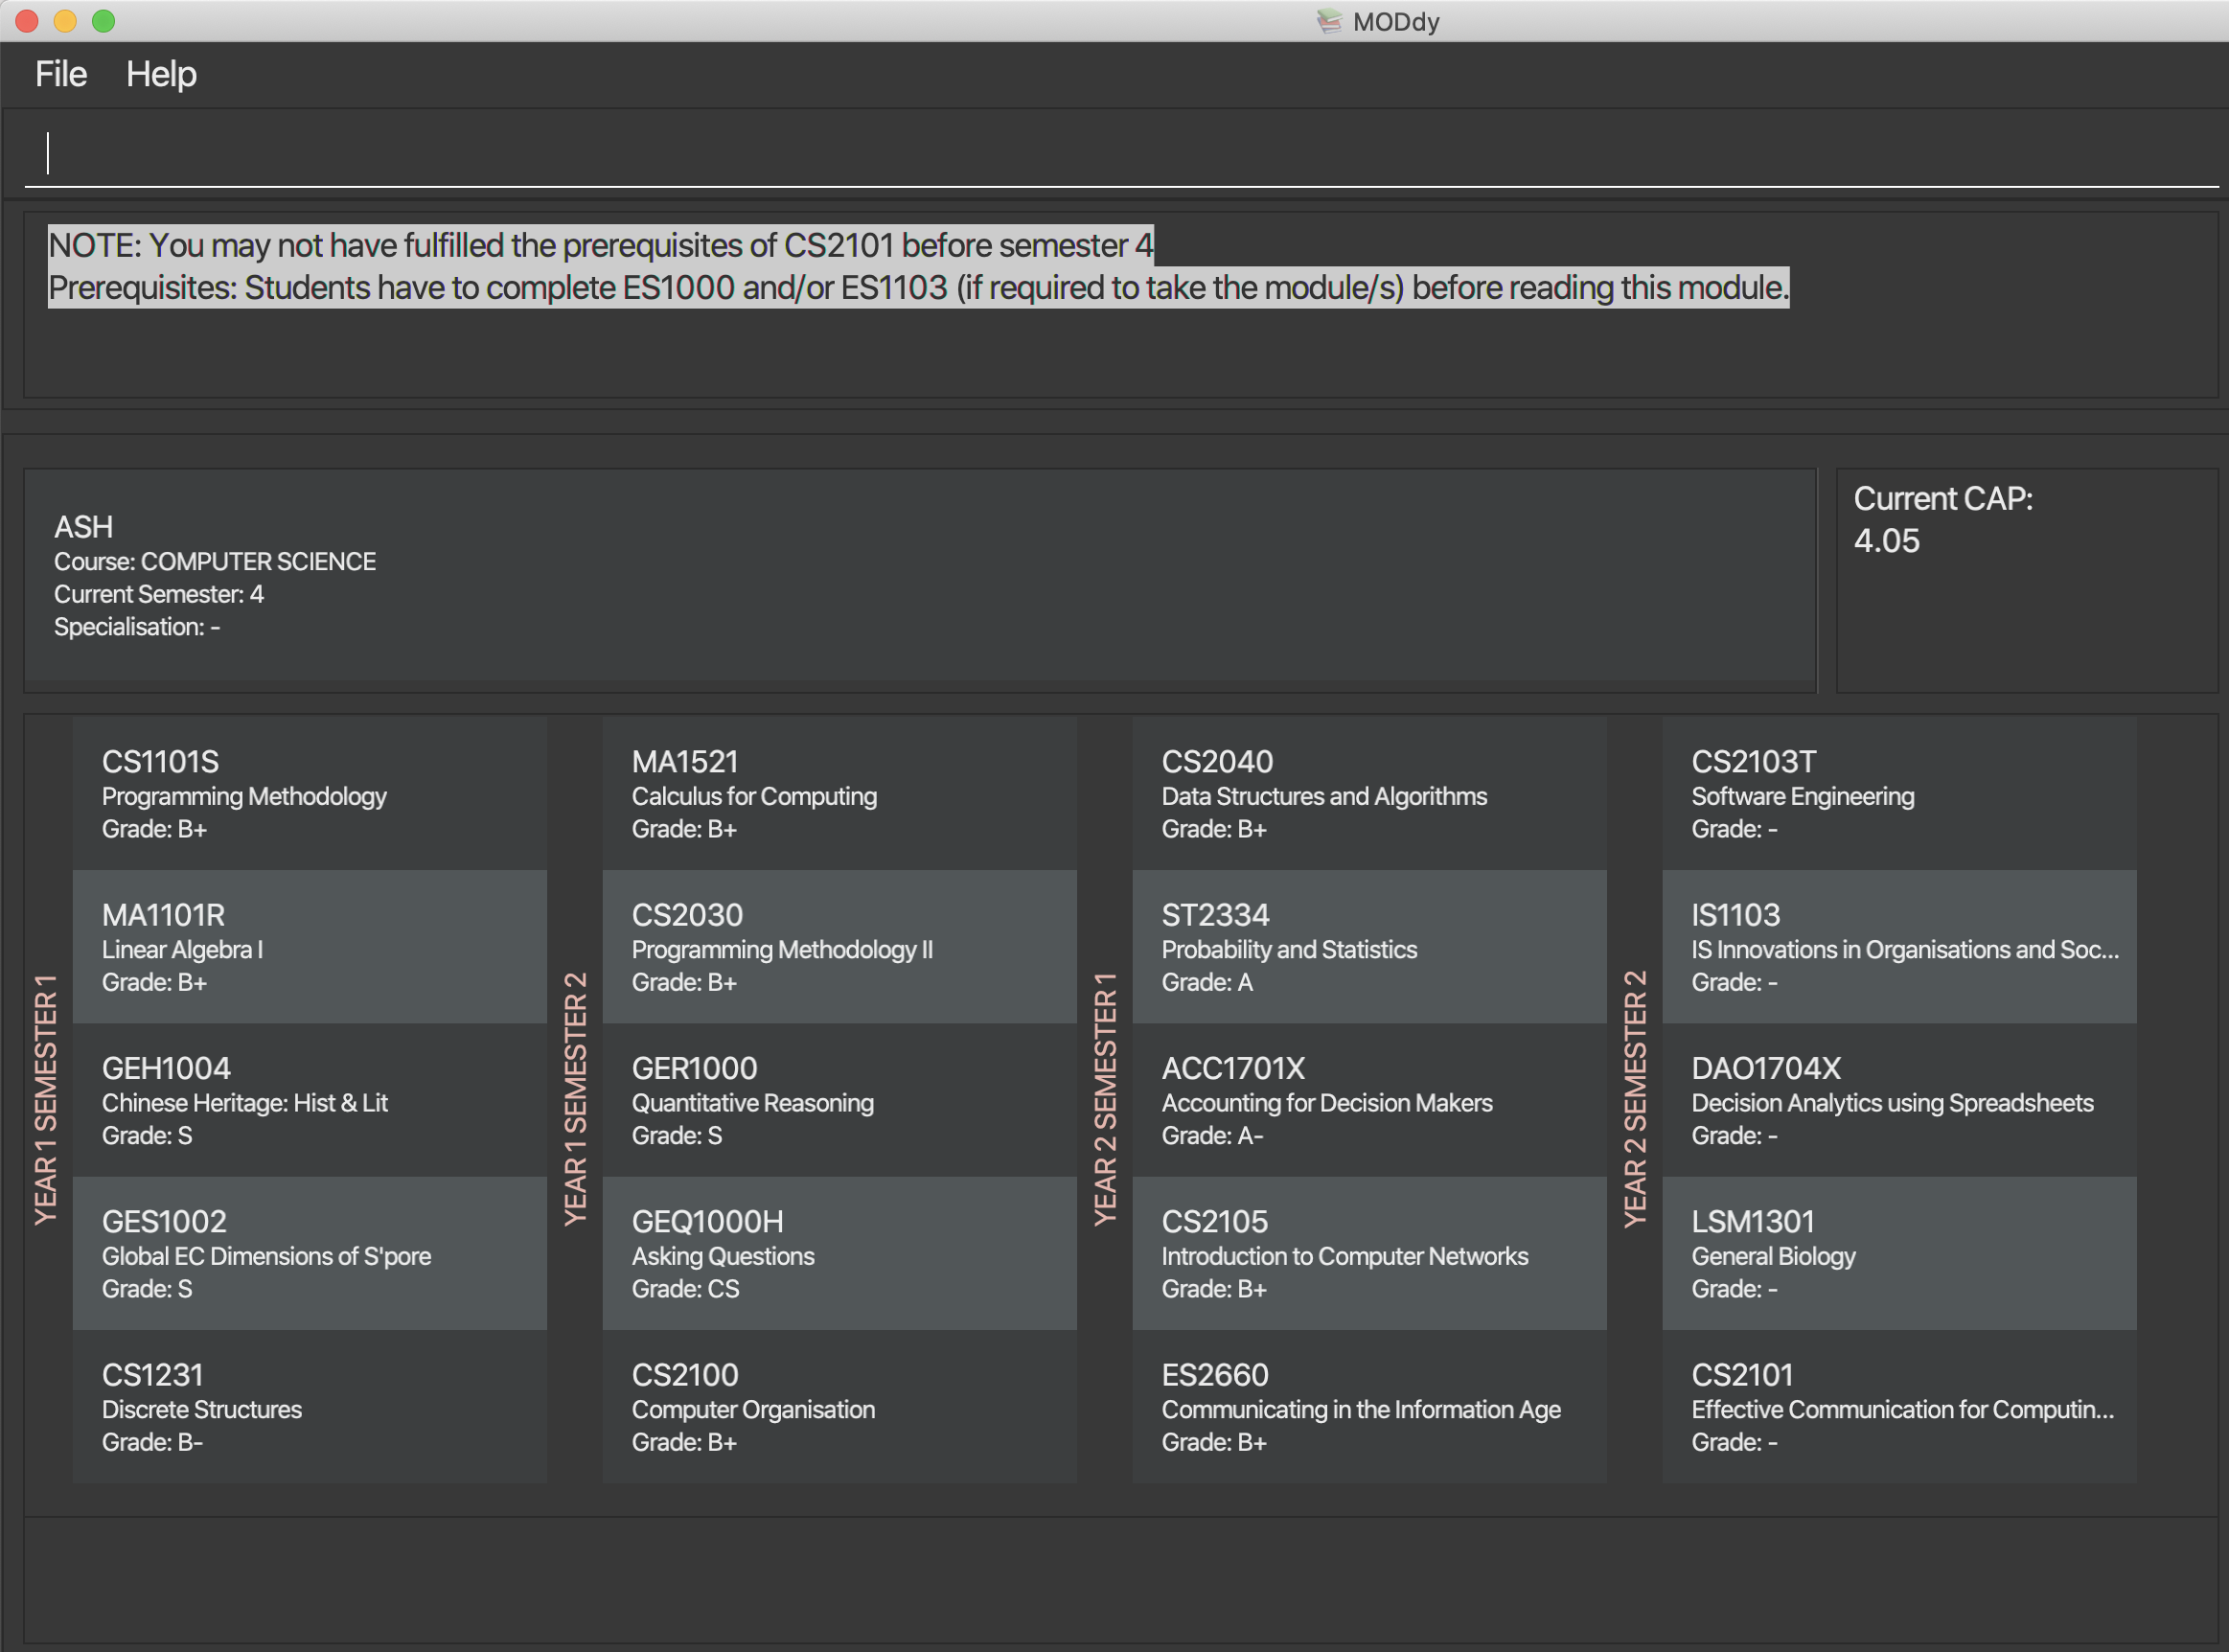 MODdy
File Help
NOTE: You may not have fulfilled the prerequisites of CS2101 before semester 4
Prerequisites: Students have to complete ES1000 and/or ES1103 (if required to take the module/s) before reading this module.
ASH
Course: COMPUTER SCIENCE
Current Semester: 4
Specialisation: -
Current CAP:
4.05
YEAR 1 SEMESTER 1
CS1101S
Programming Methodology
Grade: B+
MA1101R
Linear Algebra I
Grade: B+
GEH1004
Chinese Heritage: Hist & Lit
Grade: S
GES1002
Global EC Dimensions of S'pore
Grade: S
CS1231
Discrete Structures
Grade: B-
YEAR 1 SEMESTER 2
MA1521
Calculus for Computing
Grade: B+
CS2030
Programming Methodology II
Grade: B+
GER1000
Quantitative Reasoning
Grade: S
GEQ1000H
Asking Questions
Grade: CS
CS2100
Computer Organisation
Grade: B+
YEAR 2 SEMESTER 1
CS2040
Data Structures and Algorithms
Grade: B+
ST2334
Probability and Statistics
Grade: A
ACC1701X
Accounting for Decision Makers
Grade: A-
CS2105
Introduction to Computer Networks
Grade: B+
ES2660
Communicating in the Information Age
Grade: B+
YEAR 2 SEMESTER 2
CS2103T
Software Engineering
Grade: -
IS1103
IS Innovations in Organisations and Soc...
Grade: -
DAO1704X
Decision Analytics using Spreadsheets
Grade: -
LSM1301
General Biology
Grade: -
CS2101
Effective Communication for Computin...
Grade: -